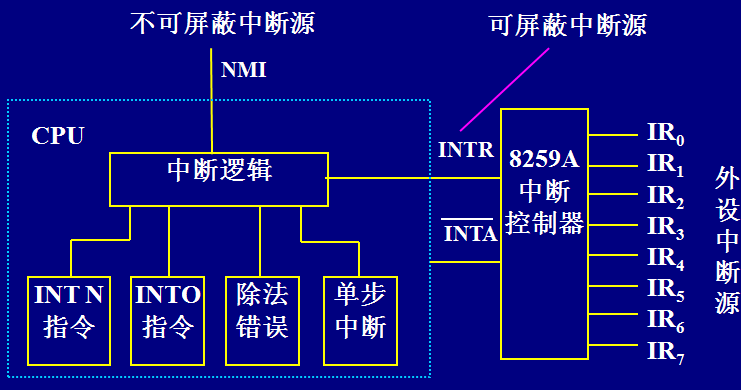 不可屏蔽中断源
可屏蔽中断源
NMI
CPU
中断逻辑
INTR
INTA
8259A
中断
控制器
IR0
IR1
IR2
IR3
IR4
IR5
IR6
IR7
外设中断源
INT N
指令
INTO
指令
除法
错误
单步
中断